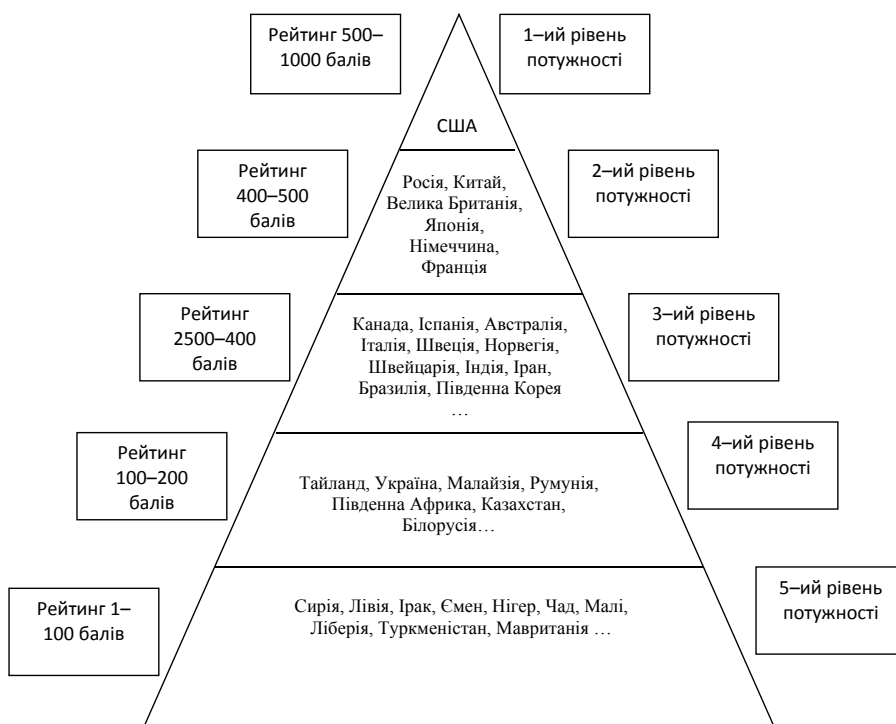 Рейтинг 500–
1000 балів
1–ий рівень
потужності
США
Рейтинг
400–500
балів
Росія, Китай,
Велика Британія,
Японія,
Німеччина,
Франція
2–ий рівень
потужності
Рейтинг
2500–400
балів
Канада, Іспанія, Австралія,
Італія, Швеція, Норвегія,
Швейцарія, Індія, Іран,
Бразилія, Південна Корея
…
3–ий рівень
потужності
Рейтинг
100–200
балів
Тайланд, Україна, Малайзія, Румунія,
Південна Африка, Казахстан,
Білорусія…
4–ий рівень
потужності
Рейтинг 1–
100 балів
Сирія, Лівія, Ірак, Ємен, Нігер, Чад, Малі,
Ліберія, Туркменістан, Мавританія …
5–ий рівень
потужності